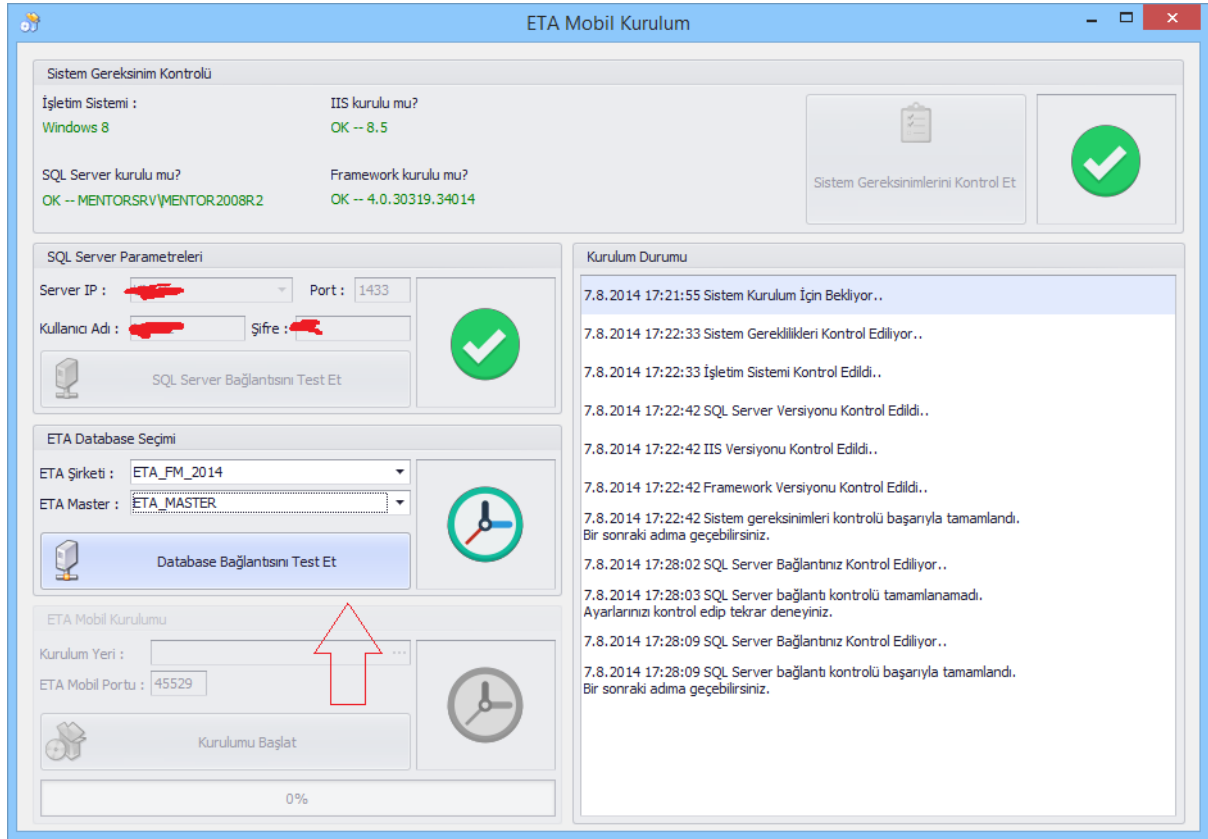 ETA Mobil Kurulum
Sistem Gereksinim Kontrolü
İşletim Sistemi :
IIS kurulu mu?
Windows 8
OK -- 8.5
SQL Server kurulu mu?
Framework kurulu mu?
OK -- MENTORSRV\MENTOR2008R2
OK -- 4.0.30319.34014
Sistem Gereksinimlerini Kontrol Et
SQL Server Parametreleri
Server IP :
Port : 1433
Kullanıcı Adı :
Şifre :
SQL Server Bağlantısını Test Et
ETA Database Seçimi
ETA Şirketi : ETA_FM_2014
ETA Master : ETA_MASTER
Database Bağlantısını Test Et
ETA Mobil Kurulumu
Kurulum Yeri :
...
ETA Mobil Portu : 45529
Kurulumu Başlat
0%
Kurulum Durumu
7.8.2014 17:21:55 Sistem Kurulum İçin Bekliyor..
7.8.2014 17:22:33 Sistem Gereklilikleri Kontrol Ediliyor..
7.8.2014 17:22:33 İşletim Sistemi Kontrol Edildi..
7.8.2014 17:22:42 SQL Server Versiyonu Kontrol Edildi..
7.8.2014 17:22:42 IIS Versiyonu Kontrol Edildi..
7.8.2014 17:22:42 Framework Versiyonu Kontrol Edildi..
7.8.2014 17:22:42 Sistem gereksinimleri kontrolü başarıyla tamamlandı.
Bir sonraki adıma geçebilirsiniz.
7.8.2014 17:28:02 SQL Server Bağlantınız Kontrol Ediliyor..
7.8.2014 17:28:03 SQL Server bağlantı kontrolü tamamlanamadı.
Ayarlarınızı kontrol edip tekrar deneyiniz.
7.8.2014 17:28:09 SQL Server Bağlantınız Kontrol Ediliyor..
7.8.2014 17:28:09 SQL Server bağlantı kontrolü başarıyla tamamlandı.
Bir sonraki adıma geçebilirsiniz.